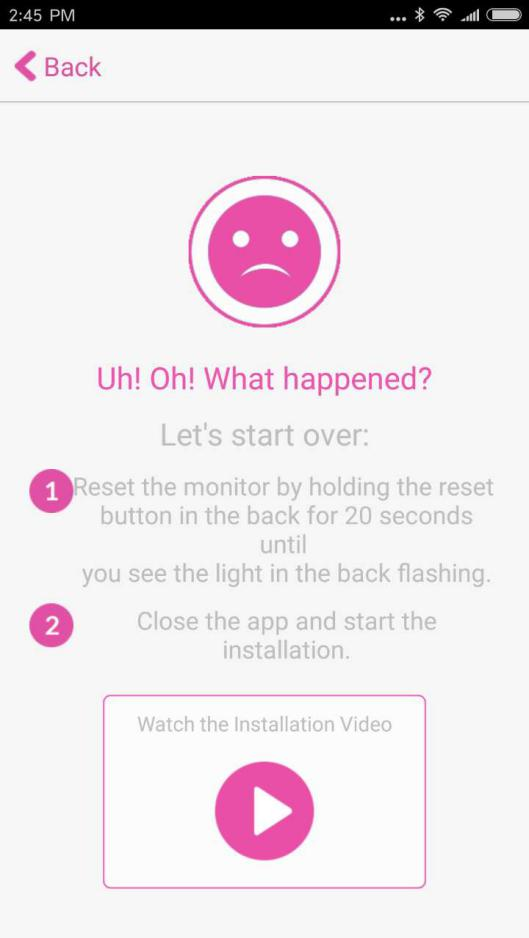 2:45 PM
Back
Uh! Oh! What happened?
Let's start over:
1 Reset the monitor by holding the reset
button in the back for 20 seconds
until
you see the light in the back flashing.
2 Close the app and start the
installation.
Watch the Installation Video